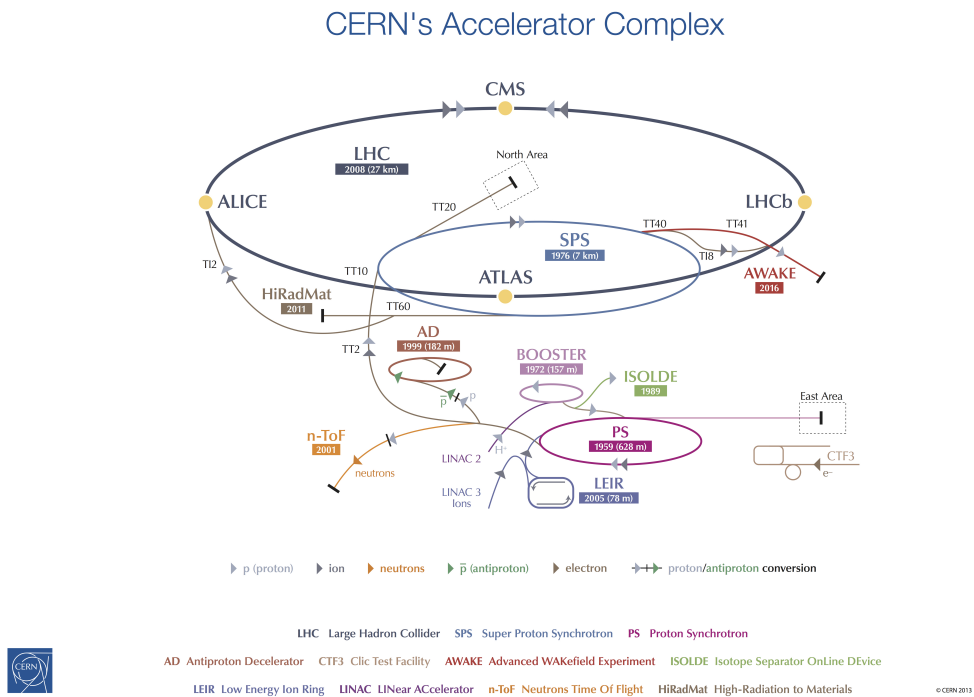 CERN's Accelerator Complex
CMS
LHC
2008 (27 km)
North Area
ALICE
TT20
LHCb
TT40
TT41
SPS
1976 (7 km)
TI8
TI2
TT10
ATLAS
AWAKE
2016
HiRadMat
2011
TT60
AD
1999 (182 m)
TT2
BOOSTER
1972 (157 m)
ISOLDE
1989
p̅
p
East Area
n-ToF
2001
PS
1959 (628 m)
H⁺
LINAC 2
neutrons
CTF3
e⁻
LEIR
2005 (78 m)
LINAC 3
Ions
p (proton) ion neutrons p̅ (antiproton) electron proton/antiproton conversion
LHC Large Hadron Collider SPS Super Proton Synchrotron PS Proton Synchrotron
AD Antiproton Decelerator CTF3 Clic Test Facility AWAKE Advanced WAKefield Experiment ISOLDE Isotope Separator OnLine DEvice
LEIR Low Energy Ion Ring LINAC LINear ACcelerator n-ToF Neutrons Time Of Flight HiRadMat High-Radiation to Materials
CERN
© CERN 2013